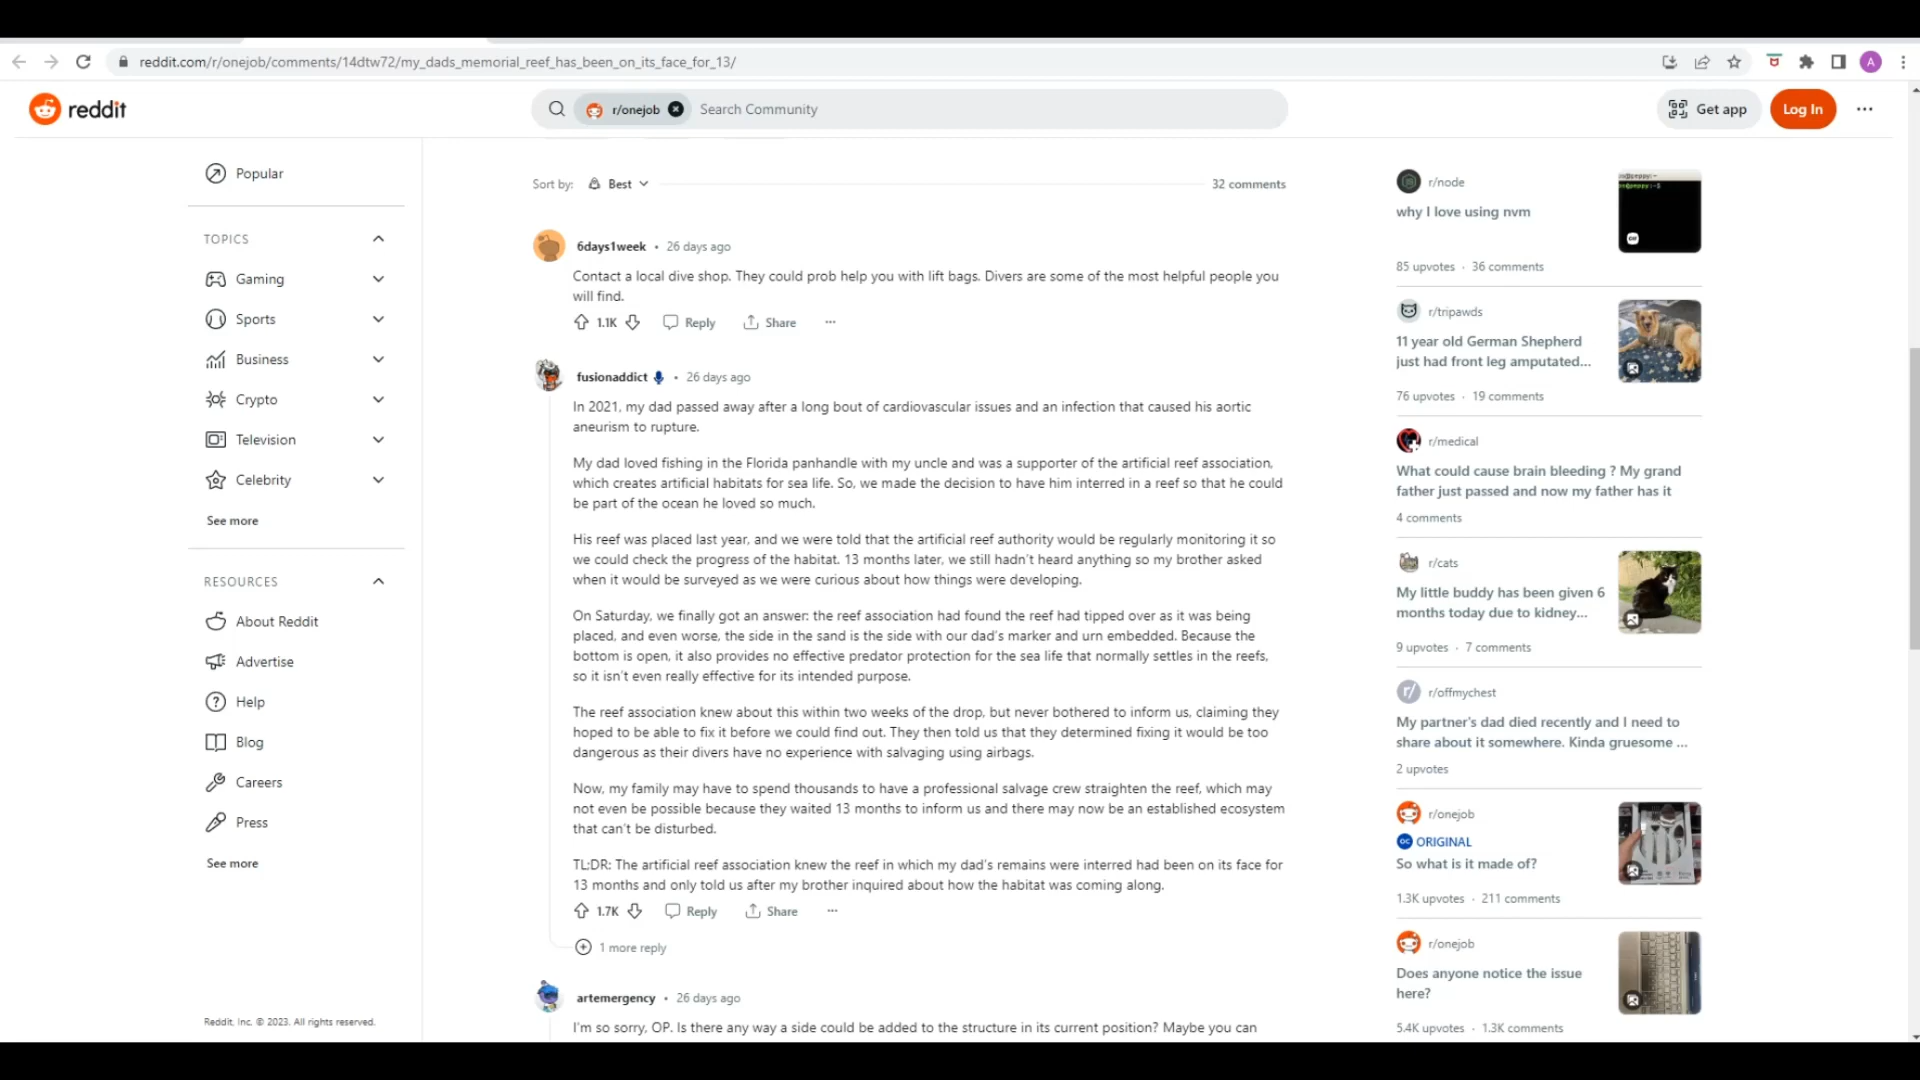 reddit.com/r/onejob/comments/14dtw72/my_dads_memorial_reef_has_been_on_its_face_for_13/
A
reddit
r/onejob
Search Community
Get app
Log In
Popular
TOPICS
Gaming
Sports
Business
Crypto
Television
Celebrity
See more
RESOURCES
About Reddit
Advertise
Help
Blog
Careers
Press
See more
Reddit, Inc. © 2023. All rights reserved.
Sort by:
Best
32 comments
6days1week • 26 days ago
Contact a local dive shop. They could prob help you with lift bags. Divers are some of the most helpful people you
will find.
1.1K
Reply
Share
fusionaddict • 26 days ago
In 2021, my dad passed away after a long bout of cardiovascular issues and an infection that caused his aortic
aneurism to rupture.
My dad loved fishing in the Florida panhandle with my uncle and was a supporter of the artificial reef association,
which creates artificial habitats for sea life. So, we made the decision to have him interred in a reef so that he could
be part of the ocean he loved so much.
His reef was placed last year, and we were told that the artificial reef authority would be regularly monitoring it so
we could check the progress of the habitat. 13 months later, we still hadn't heard anything so my brother asked
when it would be surveyed as we were curious about how things were developing.
On Saturday, we finally got an answer: the reef association had found the reef had tipped over as it was being
placed, and even worse, the side in the sand is the side with our dad's marker and urn embedded. Because the
bottom is open, it also provides no effective predator protection for the sea life that normally settles in the reefs,
so it isn't even really effective for its intended purpose.
The reef association knew about this within two weeks of the drop, but never bothered to inform us, claiming they
hoped to be able to fix it before we could find out. They then told us that they determined fixing it would be too
dangerous as their divers have no experience with salvaging using airbags.
Now, my family may have to spend thousands to have a professional salvage crew straighten the reef, which may
not even be possible because they waited 13 months to inform us and there may now be an established ecosystem
that can't be disturbed.
TL:DR: The artificial reef association knew the reef in which my dad's remains were interred had been on its face for
13 months and only told us after my brother inquired about how the habitat was coming along.
1.7K
Reply
Share
1 more reply
artemergency • 26 days ago
I'm so sorry, OP. Is there any way a side could be added to the structure in its current position? Maybe you can
r/node
why I love using nvm
85 upvotes · 36 comments
r/tripawds
11 year old German Shepherd
just had front leg amputated...
76 upvotes · 19 comments
r/medical
What could cause brain bleeding ? My grand
father just passed and now my father has it
4 comments
r/cats
My little buddy has been given 6
months today due to kidney...
9 upvotes · 7 comments
r/offmychest
My partner's dad died recently and I need to
share about it somewhere. Kinda gruesome ...
2 upvotes
r/onejob
OC ORIGINAL
So what is it made of?
1.3K upvotes · 211 comments
r/onejob
Does anyone notice the issue
here?
5.4K upvotes · 1.3K comments